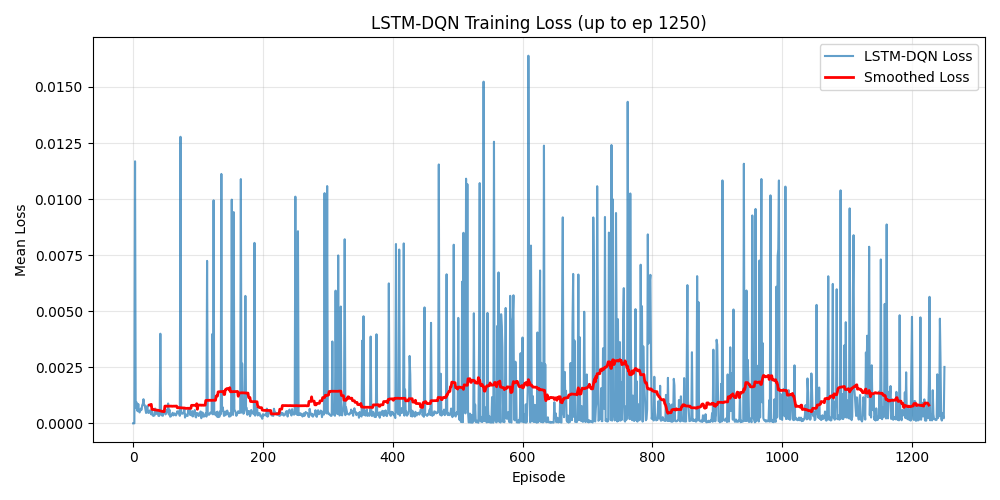 LSTM-DQN Training Loss (up to ep 1250)
LSTM-DQN Loss
Smoothed Loss
Mean Loss
0.0150
0.0125
0.0100
0.0075
0.0050
0.0025
0.0000
0 200 400 600 800 1000 1200
Episode